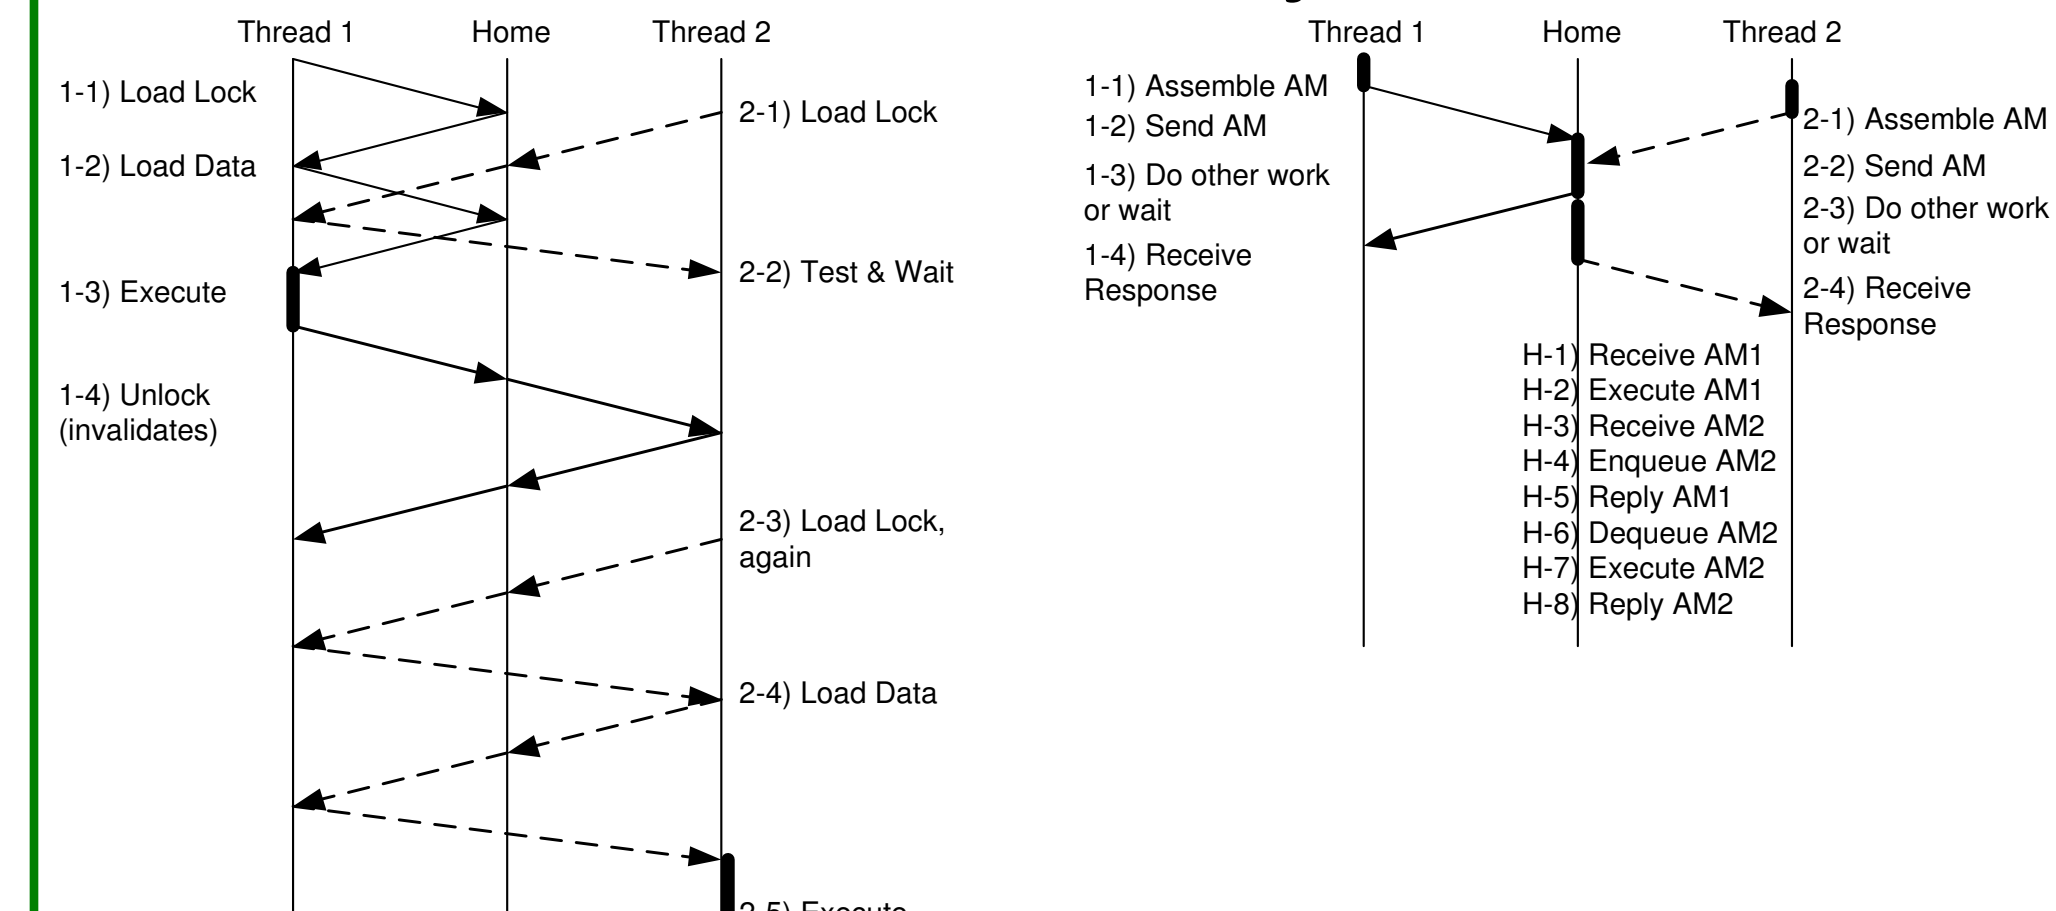 Thread 1
Home
Thread 2
1-1) Load Lock
2-1) Load Lock
1-2) Load Data
2-2) Test & Wait
1-3) Execute
1-4) Unlock
(invalidates)
2-3) Load Lock,
again
2-4) Load Data
2-5) Execute
Thread 1
Home
Thread 2
1-1) Assemble AM
1-2) Send AM
1-3) Do other work
or wait
1-4) Receive
Response
2-1) Assemble AM
2-2) Send AM
2-3) Do other work
or wait
2-4) Receive
Response
H-1) Receive AM1
H-2) Execute AM1
H-3) Receive AM2
H-4) Enqueue AM2
H-5) Reply AM1
H-6) Dequeue AM2
H-7) Execute AM2
H-8) Reply AM2